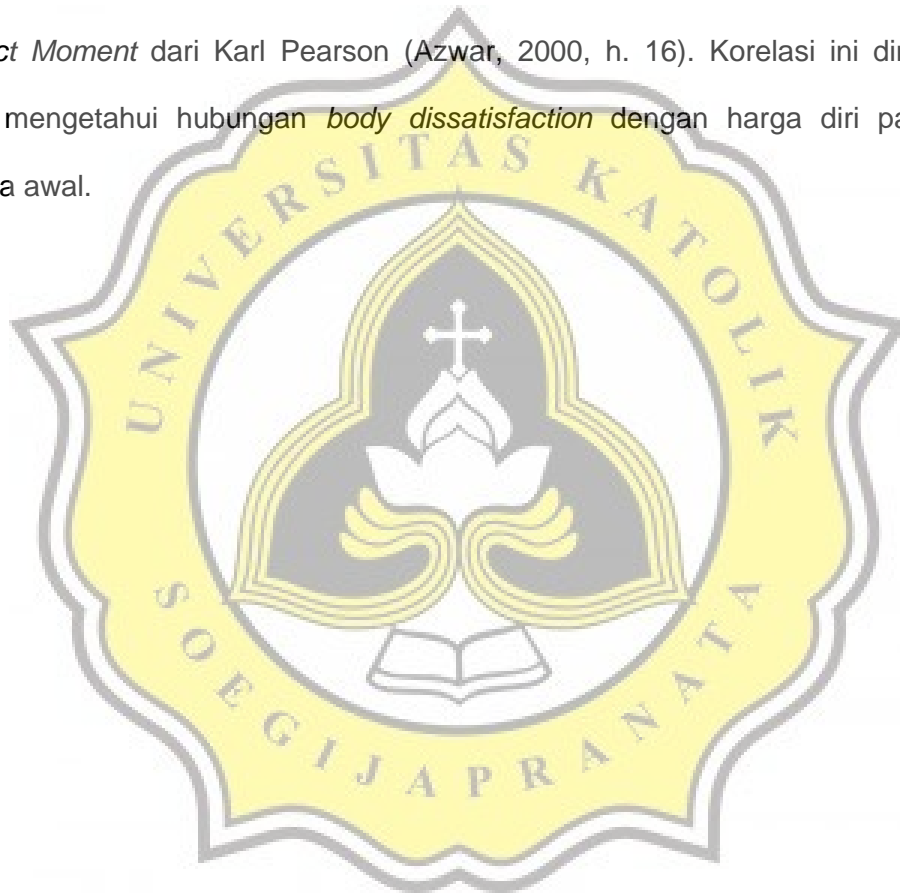 ct Moment dari Karl Pearson (Azwar, 2000, h. 16). Korelasi ini dir
mengetahui hubungan body dissatisfaction dengan harga diri pa
a awal.
UNIVERSITAS KATOLIK
SOEGIJAPRANATA